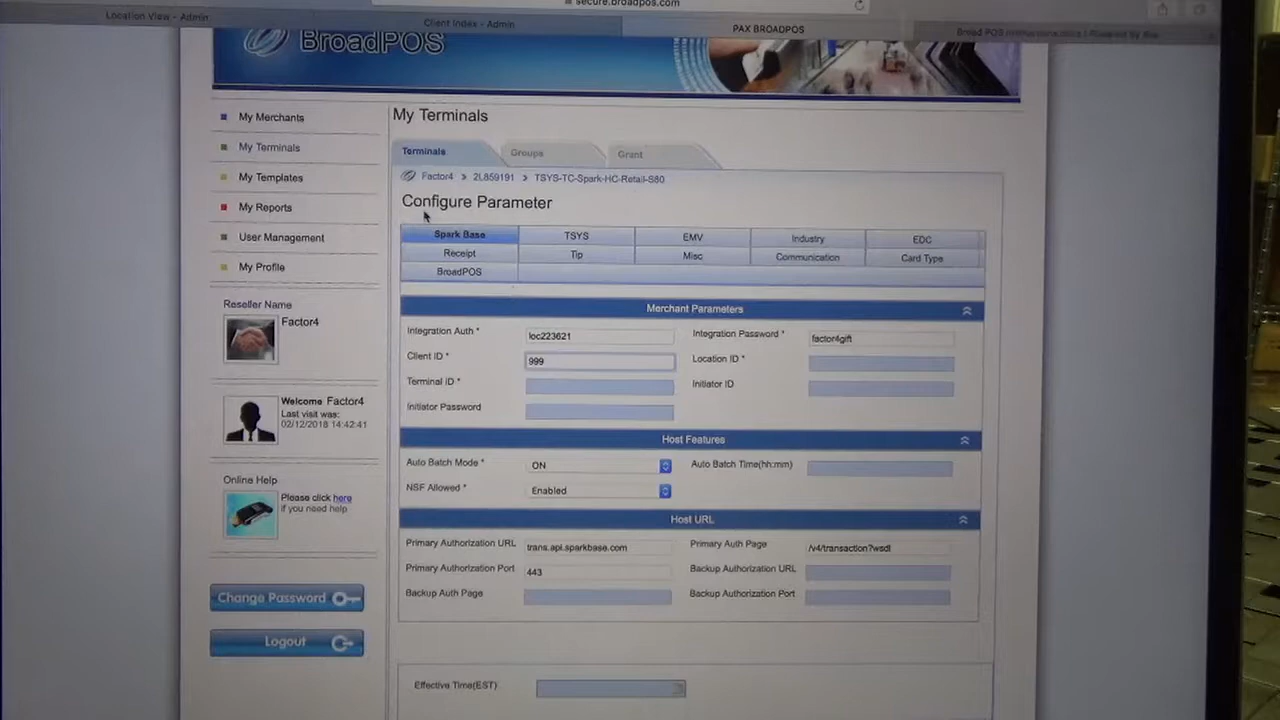 secure.broadpos.com
Location View - Admin
Client Index - Admin
PAX BROADPOS
BroadPOS
My Merchants
My Terminals
My Templates
My Reports
User Management
My Profile
Reseller Name
Factor4
Welcome Factor4
Last visit was:
02/12/2018 14:42:41
Online Help
Please click here
if you need help
Change Password
Logout
My Terminals
Terminals
Groups
Grant
Factor4 > 2L859191 > TSYS-TC-Spark-HC-Retail-S80
Configure Parameter
Spark Base TSYS EMV Industry EDC
Receipt Tip Misc Communication Card Type
BroadPOS
Merchant Parameters
Integration Auth * loc223621 Integration Password * factor4gift
Client ID * 999 Location ID *
Terminal ID * Initiator ID
Initiator Password
Host Features
Auto Batch Mode * ON Auto Batch Time(hh:mm)
NSF Allowed * Enabled
Host URL
Primary Authorization URL trans.api.sparkbase.com Primary Auth Page /v4/transaction?wsdl
Primary Authorization Port 443 Backup Authorization URL
Backup Auth Page Backup Authorization Port
Effective Time(EST)